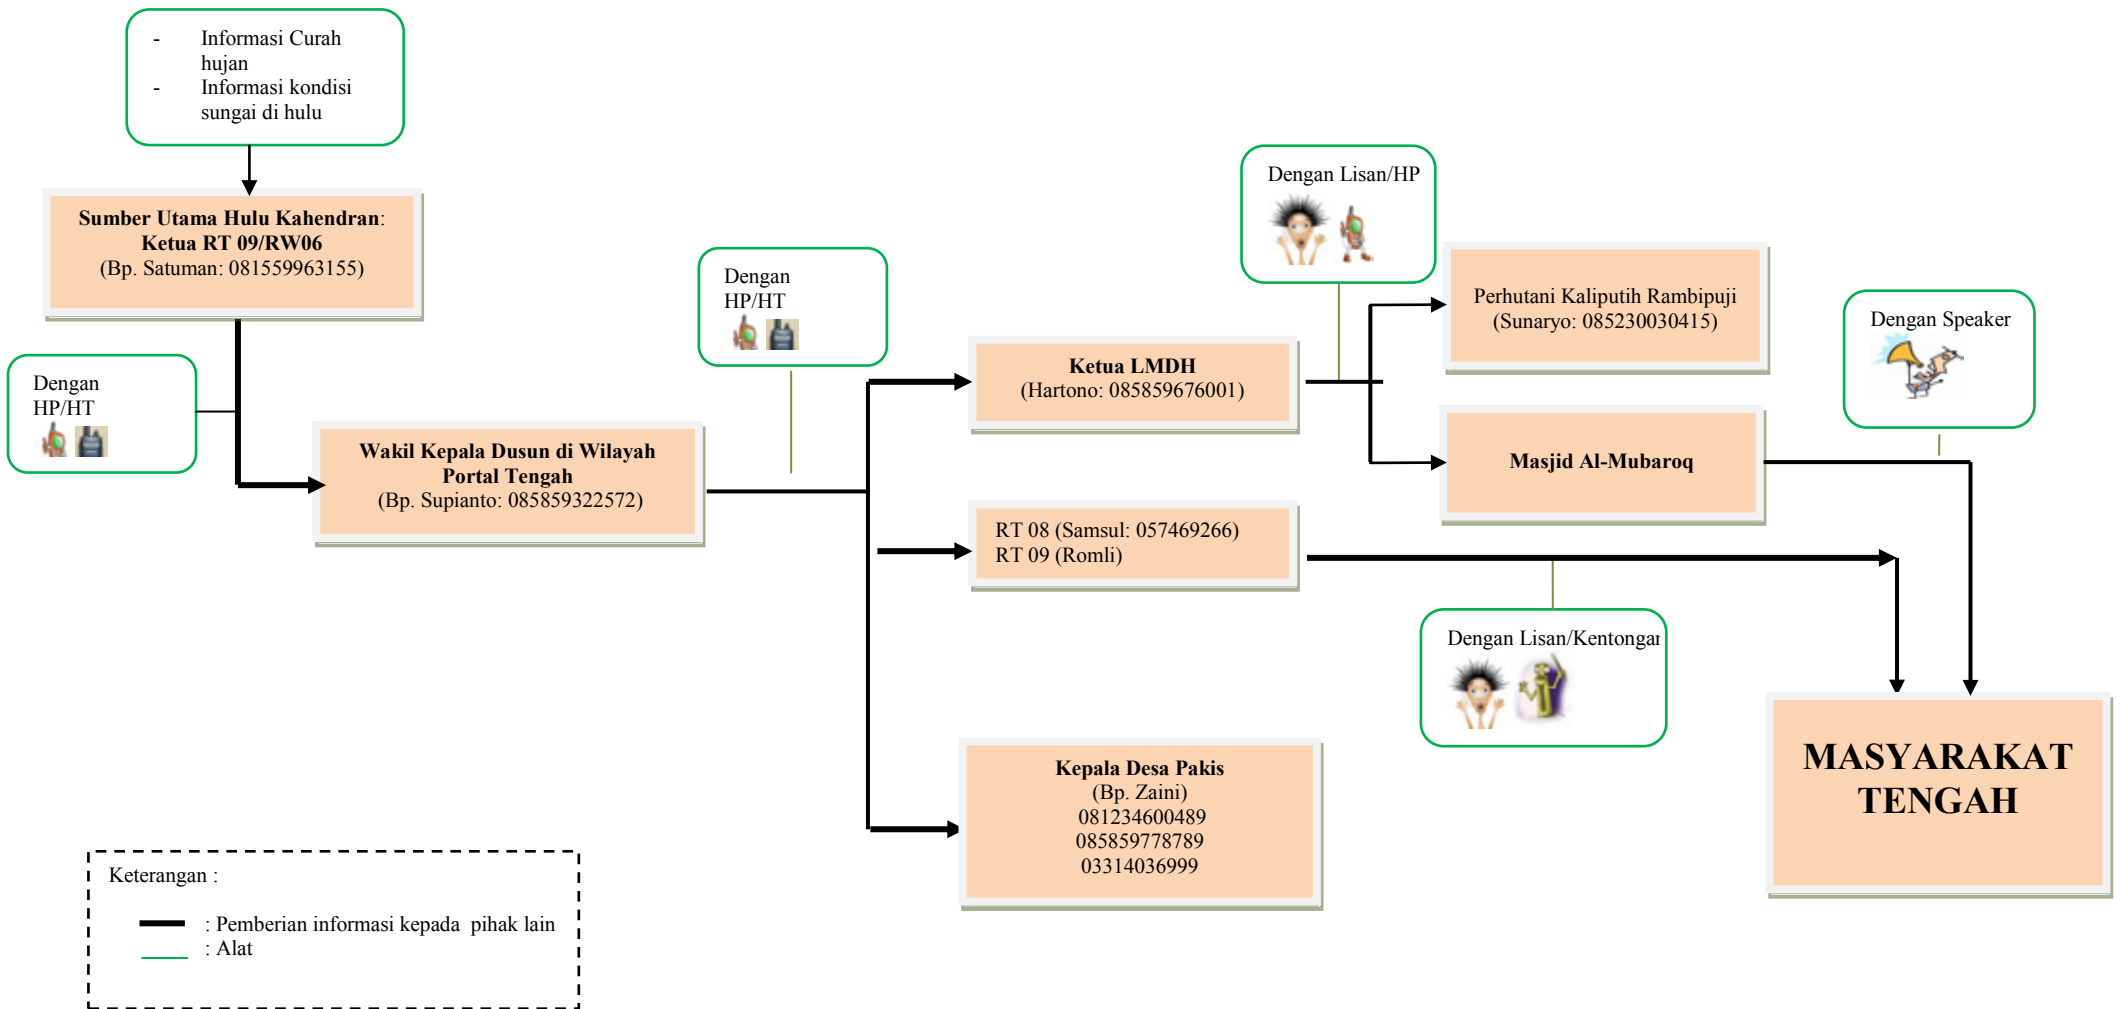 - Informasi Curah
hujan
- Informasi kondisi
sungai di hulu
Sumber Utama Hulu Kahendran:
Ketua RT 09/RW06
(Bp. Satuman: 081559963155)
Dengan
HP/HT
Wakil Kepala Dusun di Wilayah
Portal Tengah
(Bp. Supianto: 085859322572)
Dengan
HP/HT
Ketua LMDH
(Hartono: 085859676001)
Dengan Lisan/HP
Perhutani Kaliputih Rambipuji
(Sunaryo: 085230030415)
Masjid Al-Mubaroq
Dengan Speaker
RT 08 (Samsul: 057469266)
RT 09 (Romli)
Dengan Lisan/Kentongan
Kepala Desa Pakis
(Bp. Zaini)
081234600489
085859778789
03314036999
MASYARAKAT
TENGAH
Keterangan :
: Pemberian informasi kepada pihak lain
: Alat